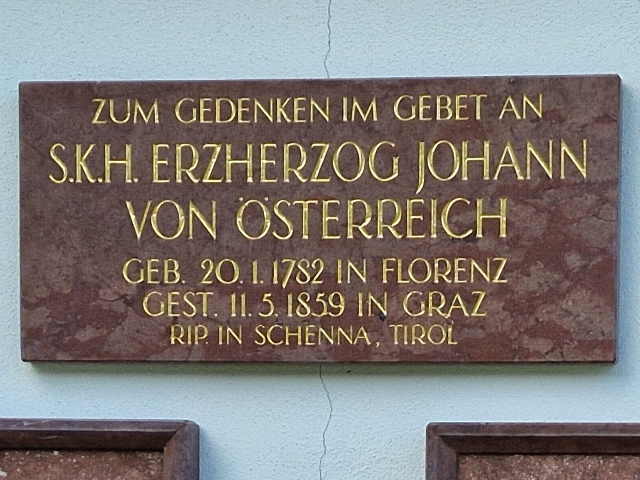 ZUM GEDENKEN IM GEBET AN
S.K.H. ERZHERZOG JOHANN
VON ÖSTERREICH
GEB. 20.1.1782 IN FLORENZ
GEST. 11.5.1859 IN GRAZ
RIP. IN SCHENNA, TIROL